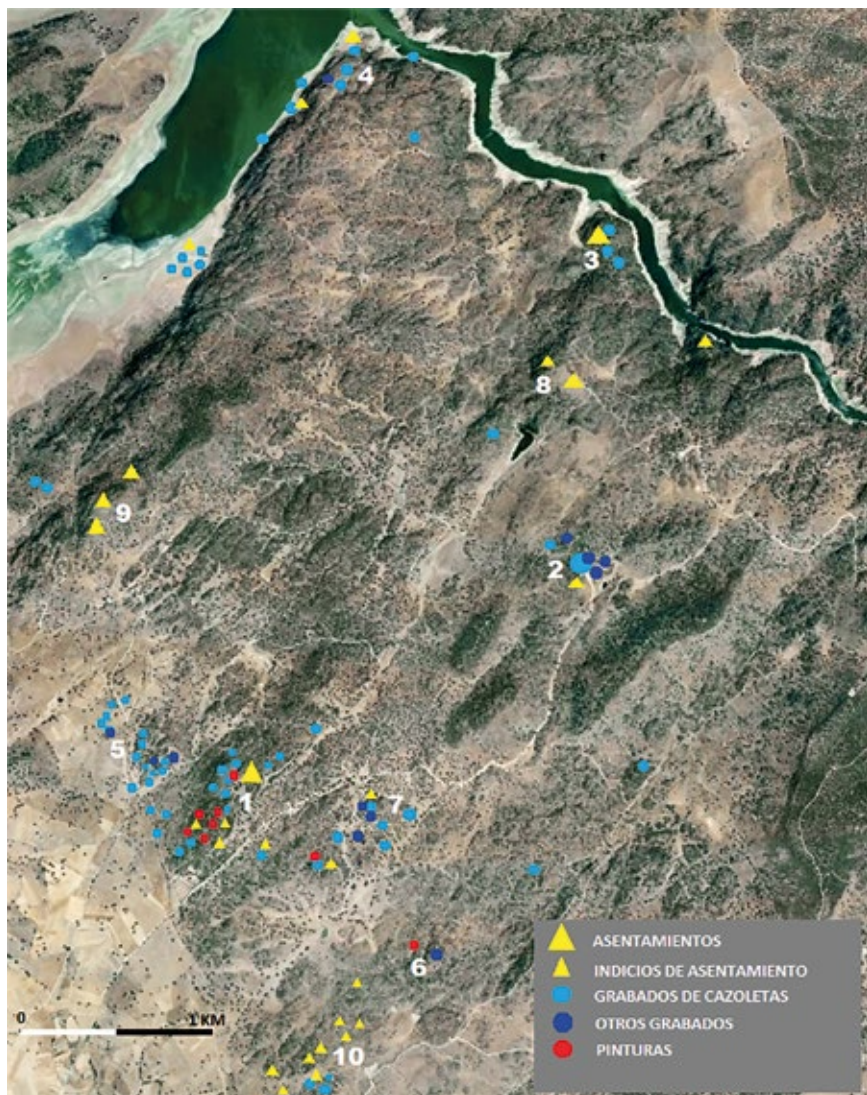 4
3
8
9
2
5
1
7
6
10
0 1 KM
ASENTAMIENTOS
INDICIOS DE ASENTAMIENTO
GRABADOS DE CAZOLETAS
OTROS GRABADOS
PINTURAS